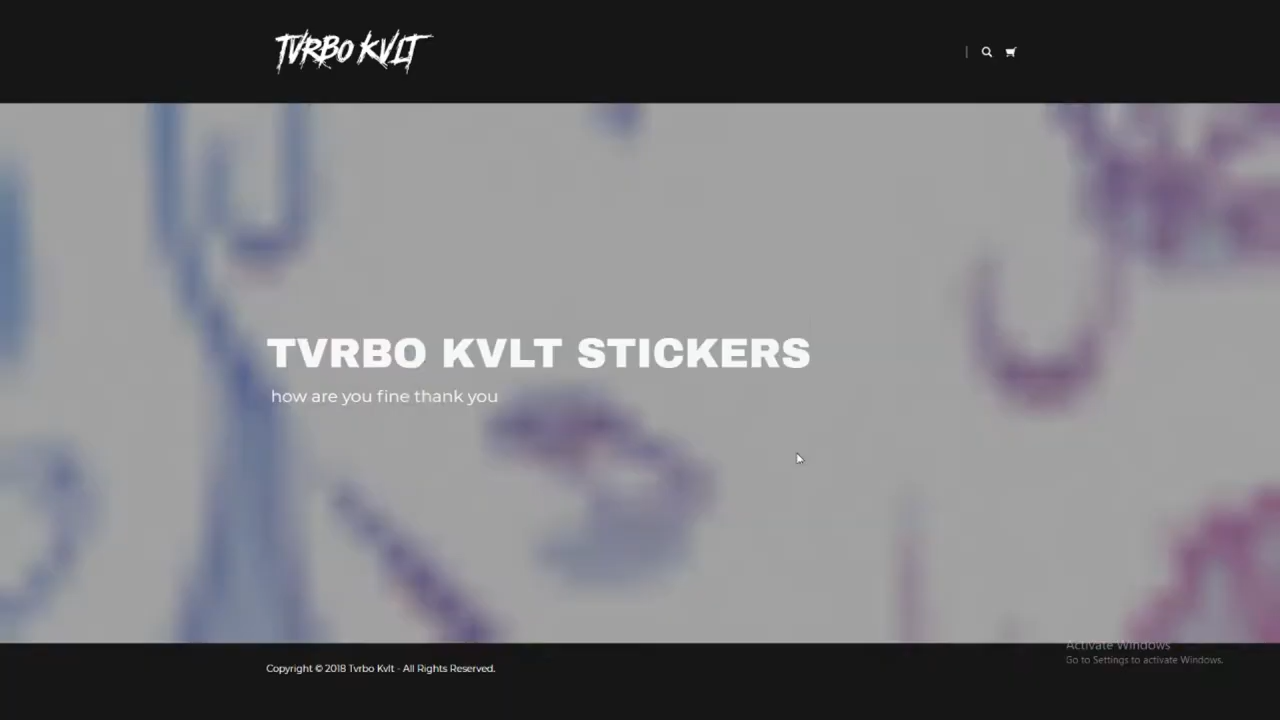 TVRBO KVLT
TVRBO KVLT STICKERS
how are you fine thank you
Activate Windows
Go to Settings to activate Windows.
Copyright © 2018 Tvrbo Kvlt - All Rights Reserved.